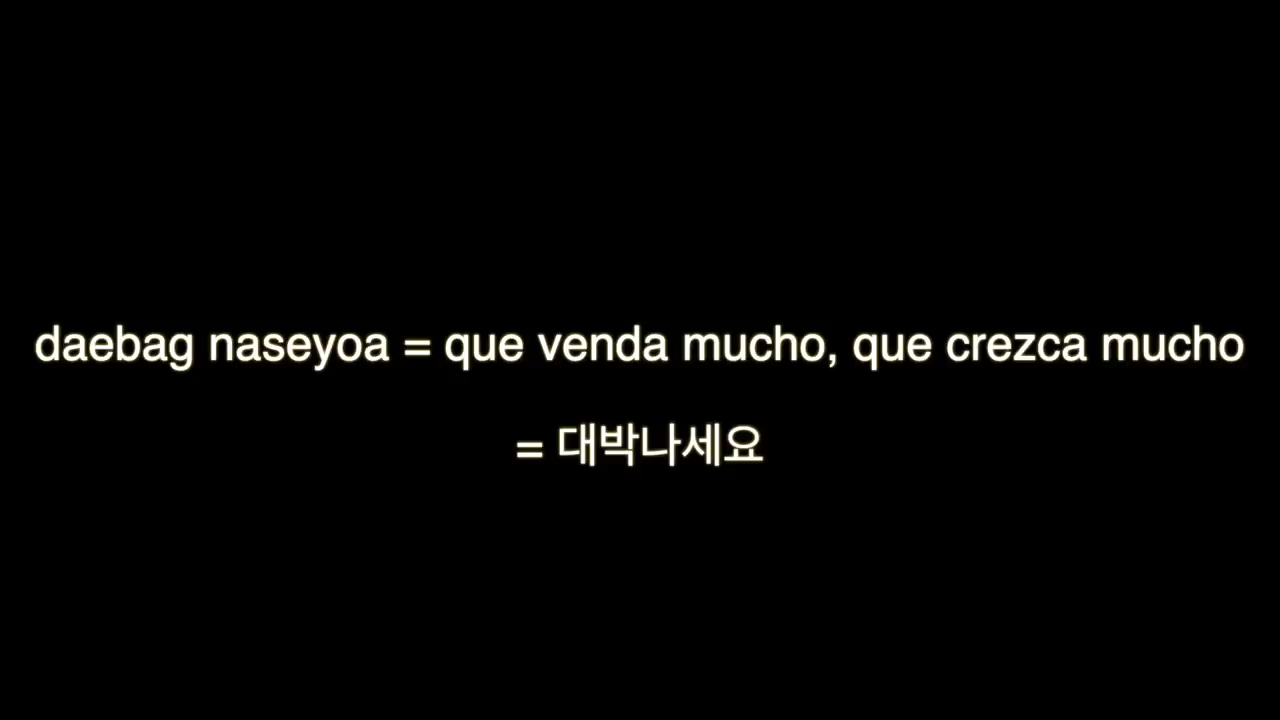 daebag naseyoa = que venda mucho, que crezca mucho
= 대박나세요